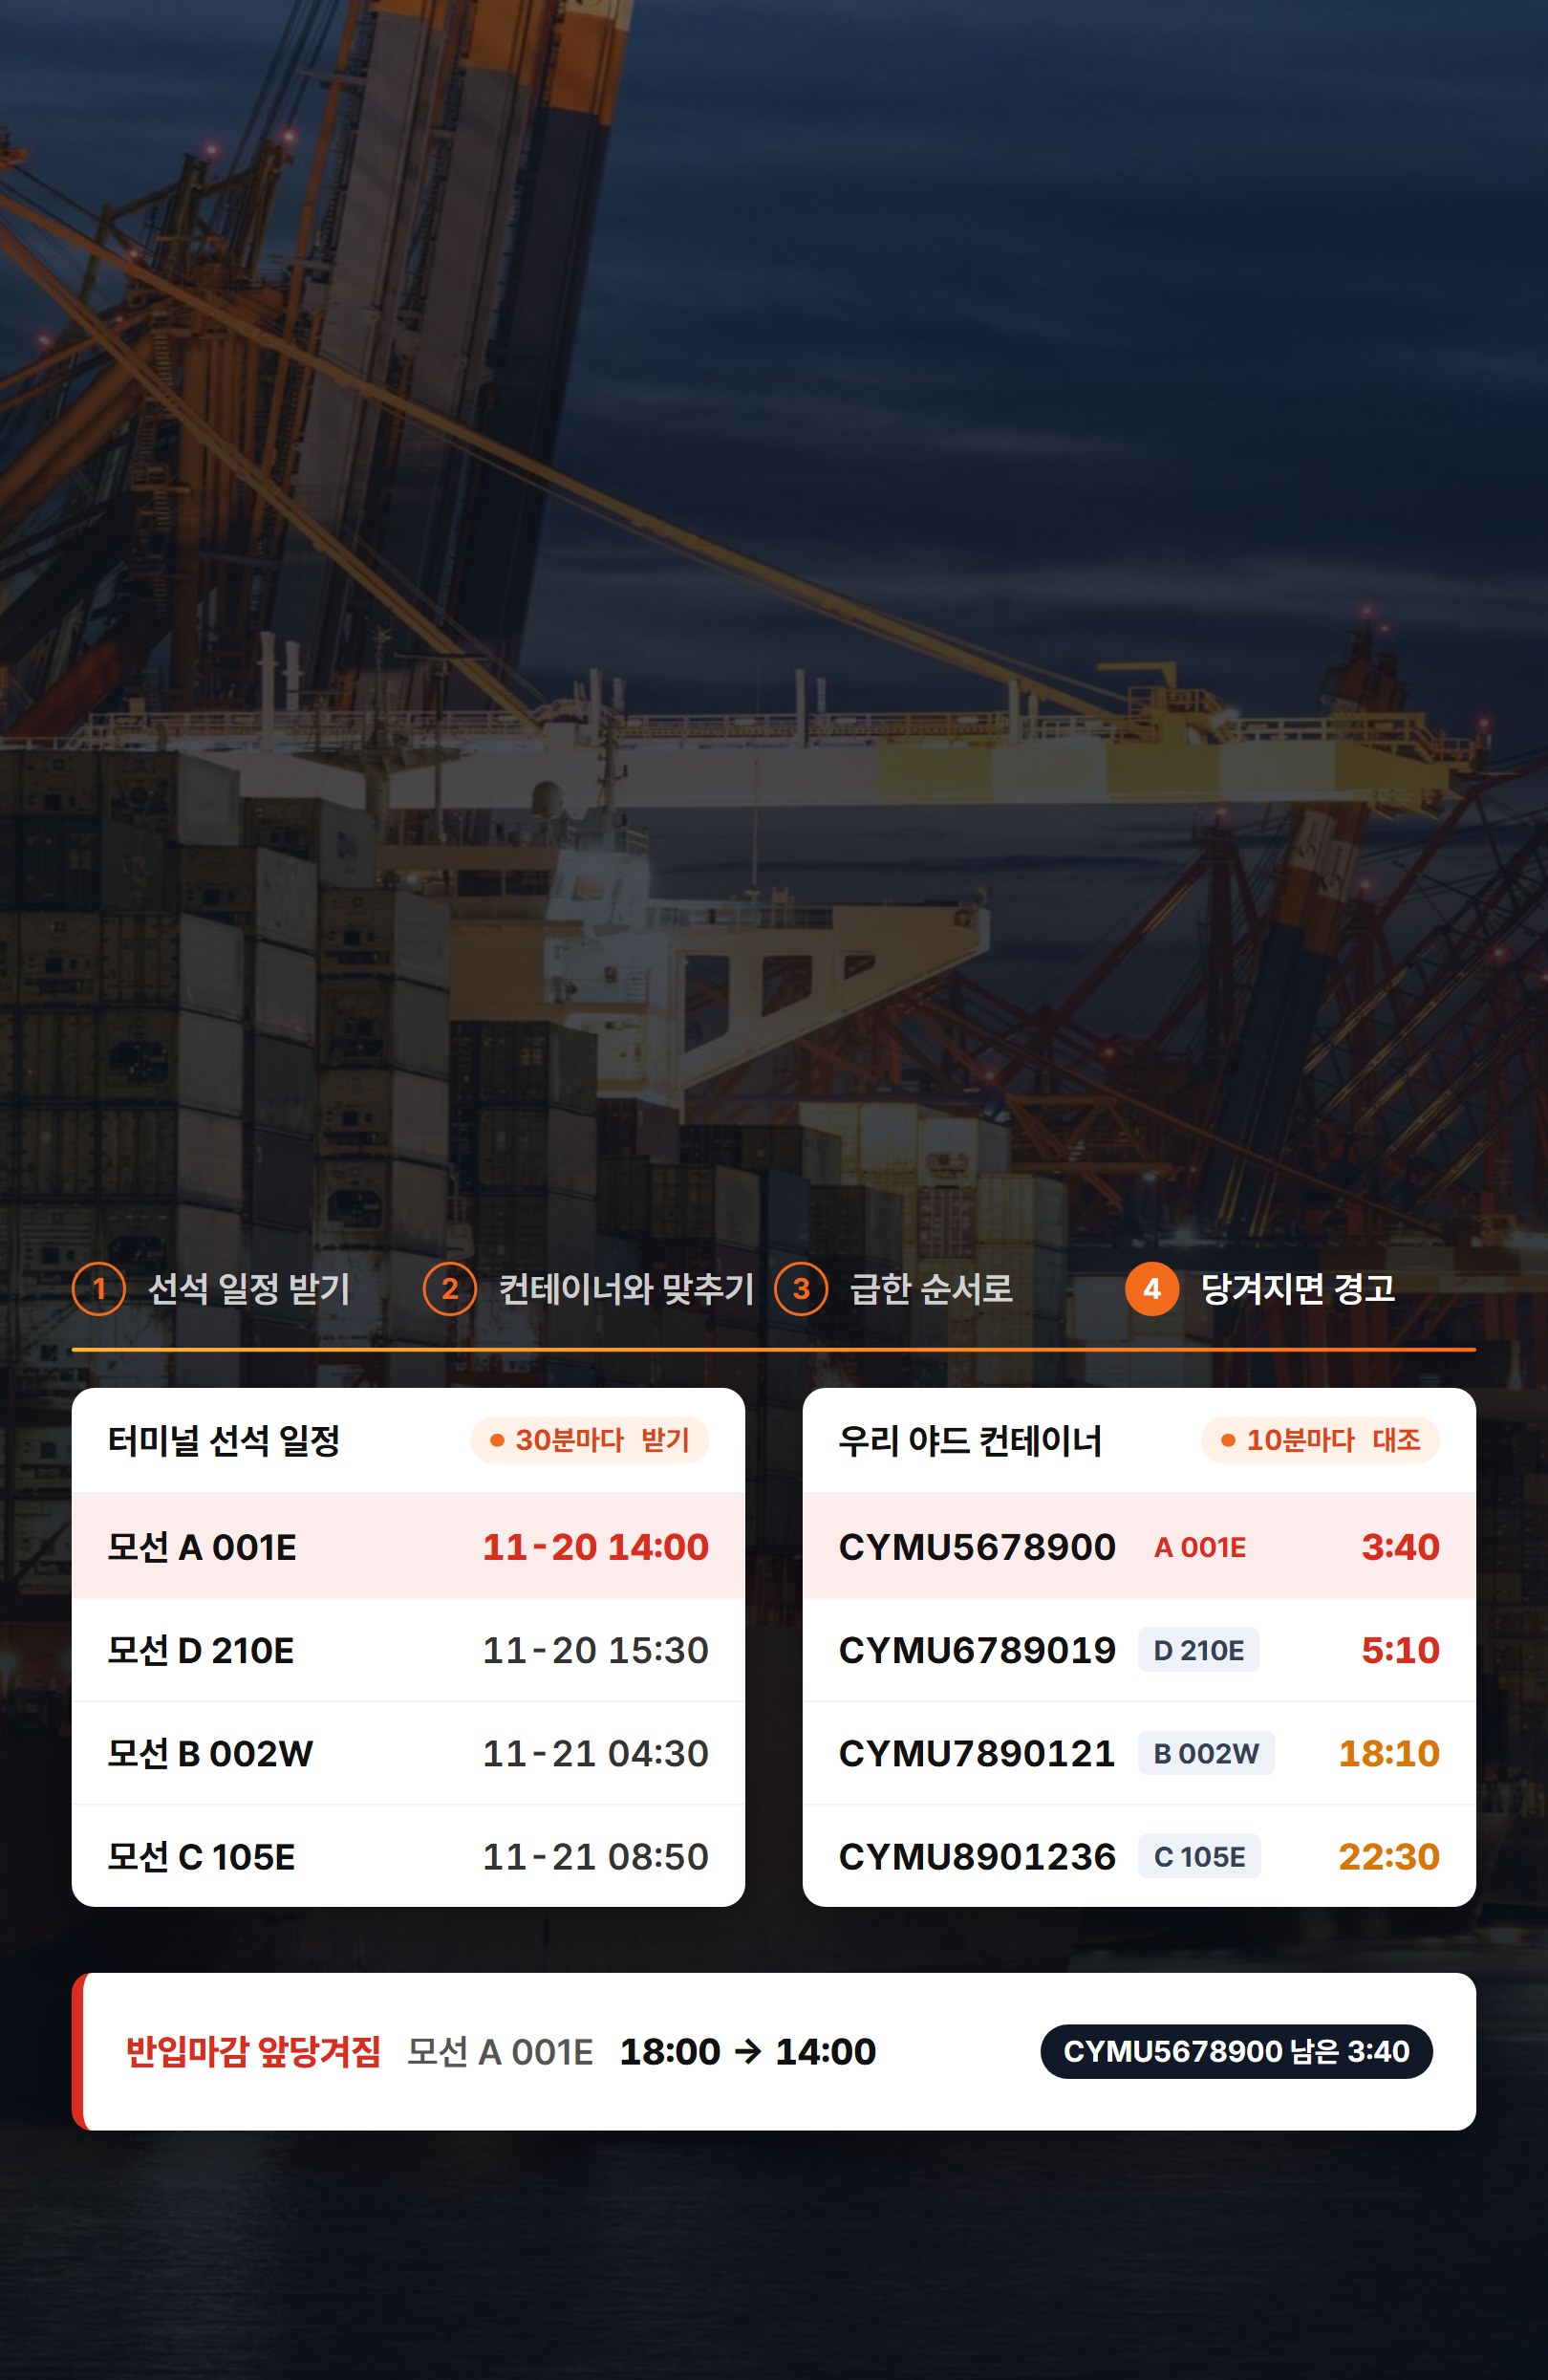 1 선석 일정 받기 2 컨테이너와 맞추기 3 급한 순서로 4 당겨지면 경고
터미널 선석 일정 30분마다 받기
모선 A 001E 11-20 14:00
모선 D 210E 11-20 15:30
모선 B 002W 11-21 04:30
모선 C 105E 11-21 08:50
우리 야드 컨테이너 10분마다 대조
CYMU5678900 A 001E 3:40
CYMU6789019 D 210E 5:10
CYMU7890121 B 002W 18:10
CYMU8901236 C 105E 22:30
반입마감 앞당겨짐 모선 A 001E 18:00 → 14:00 CYMU5678900 남은 3:40